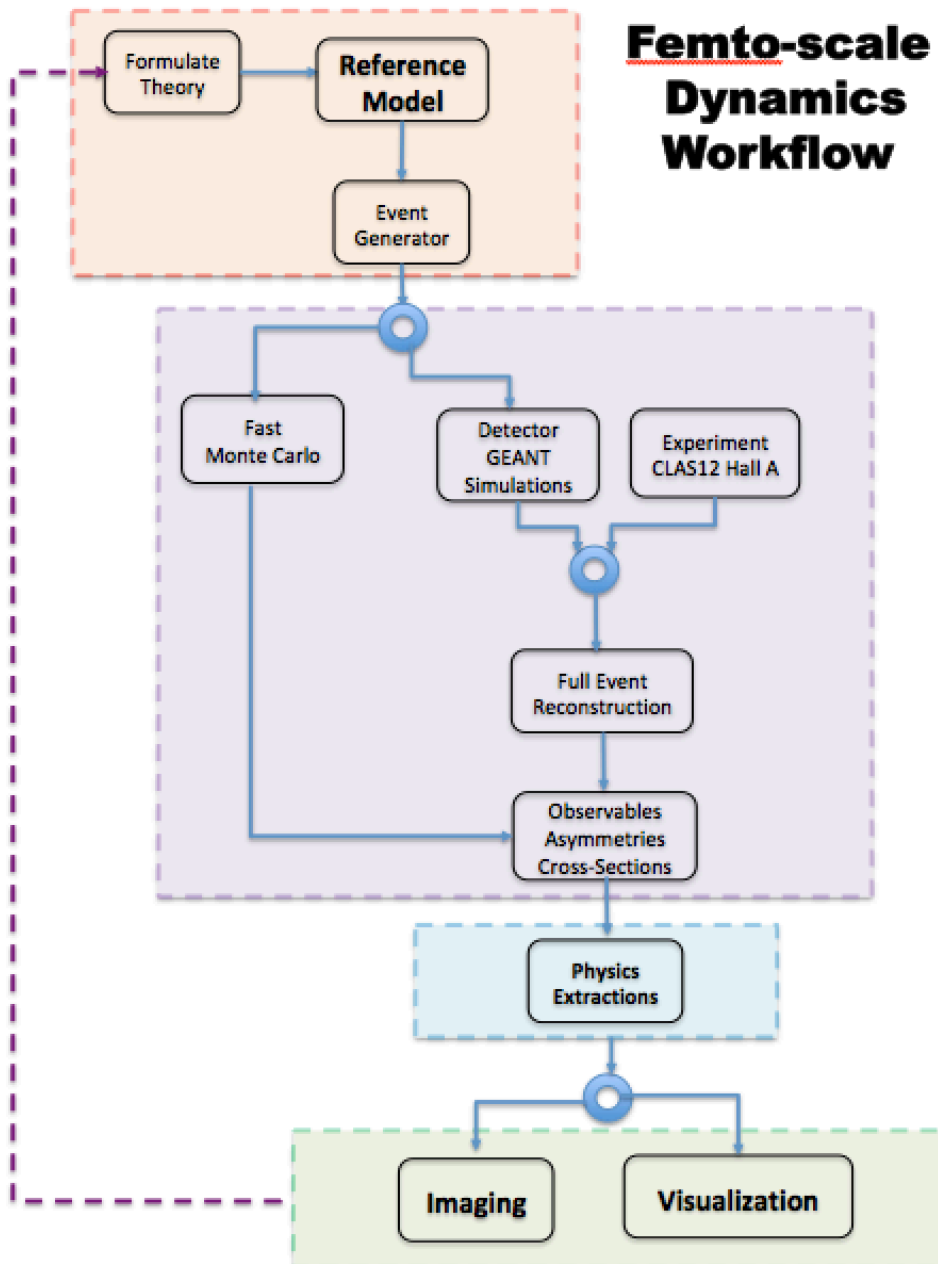 Femto-scale
Dynamics
Workflow
Formulate
Theory
Reference
Model
Event
Generator
Fast
Monte Carlo
Detector
GEANT
Simulations
Experiment
CLAS12 Hall A
Full Event
Reconstruction
Observables
Asymmetries
Cross-Sections
Physics
Extractions
Imaging
Visualization